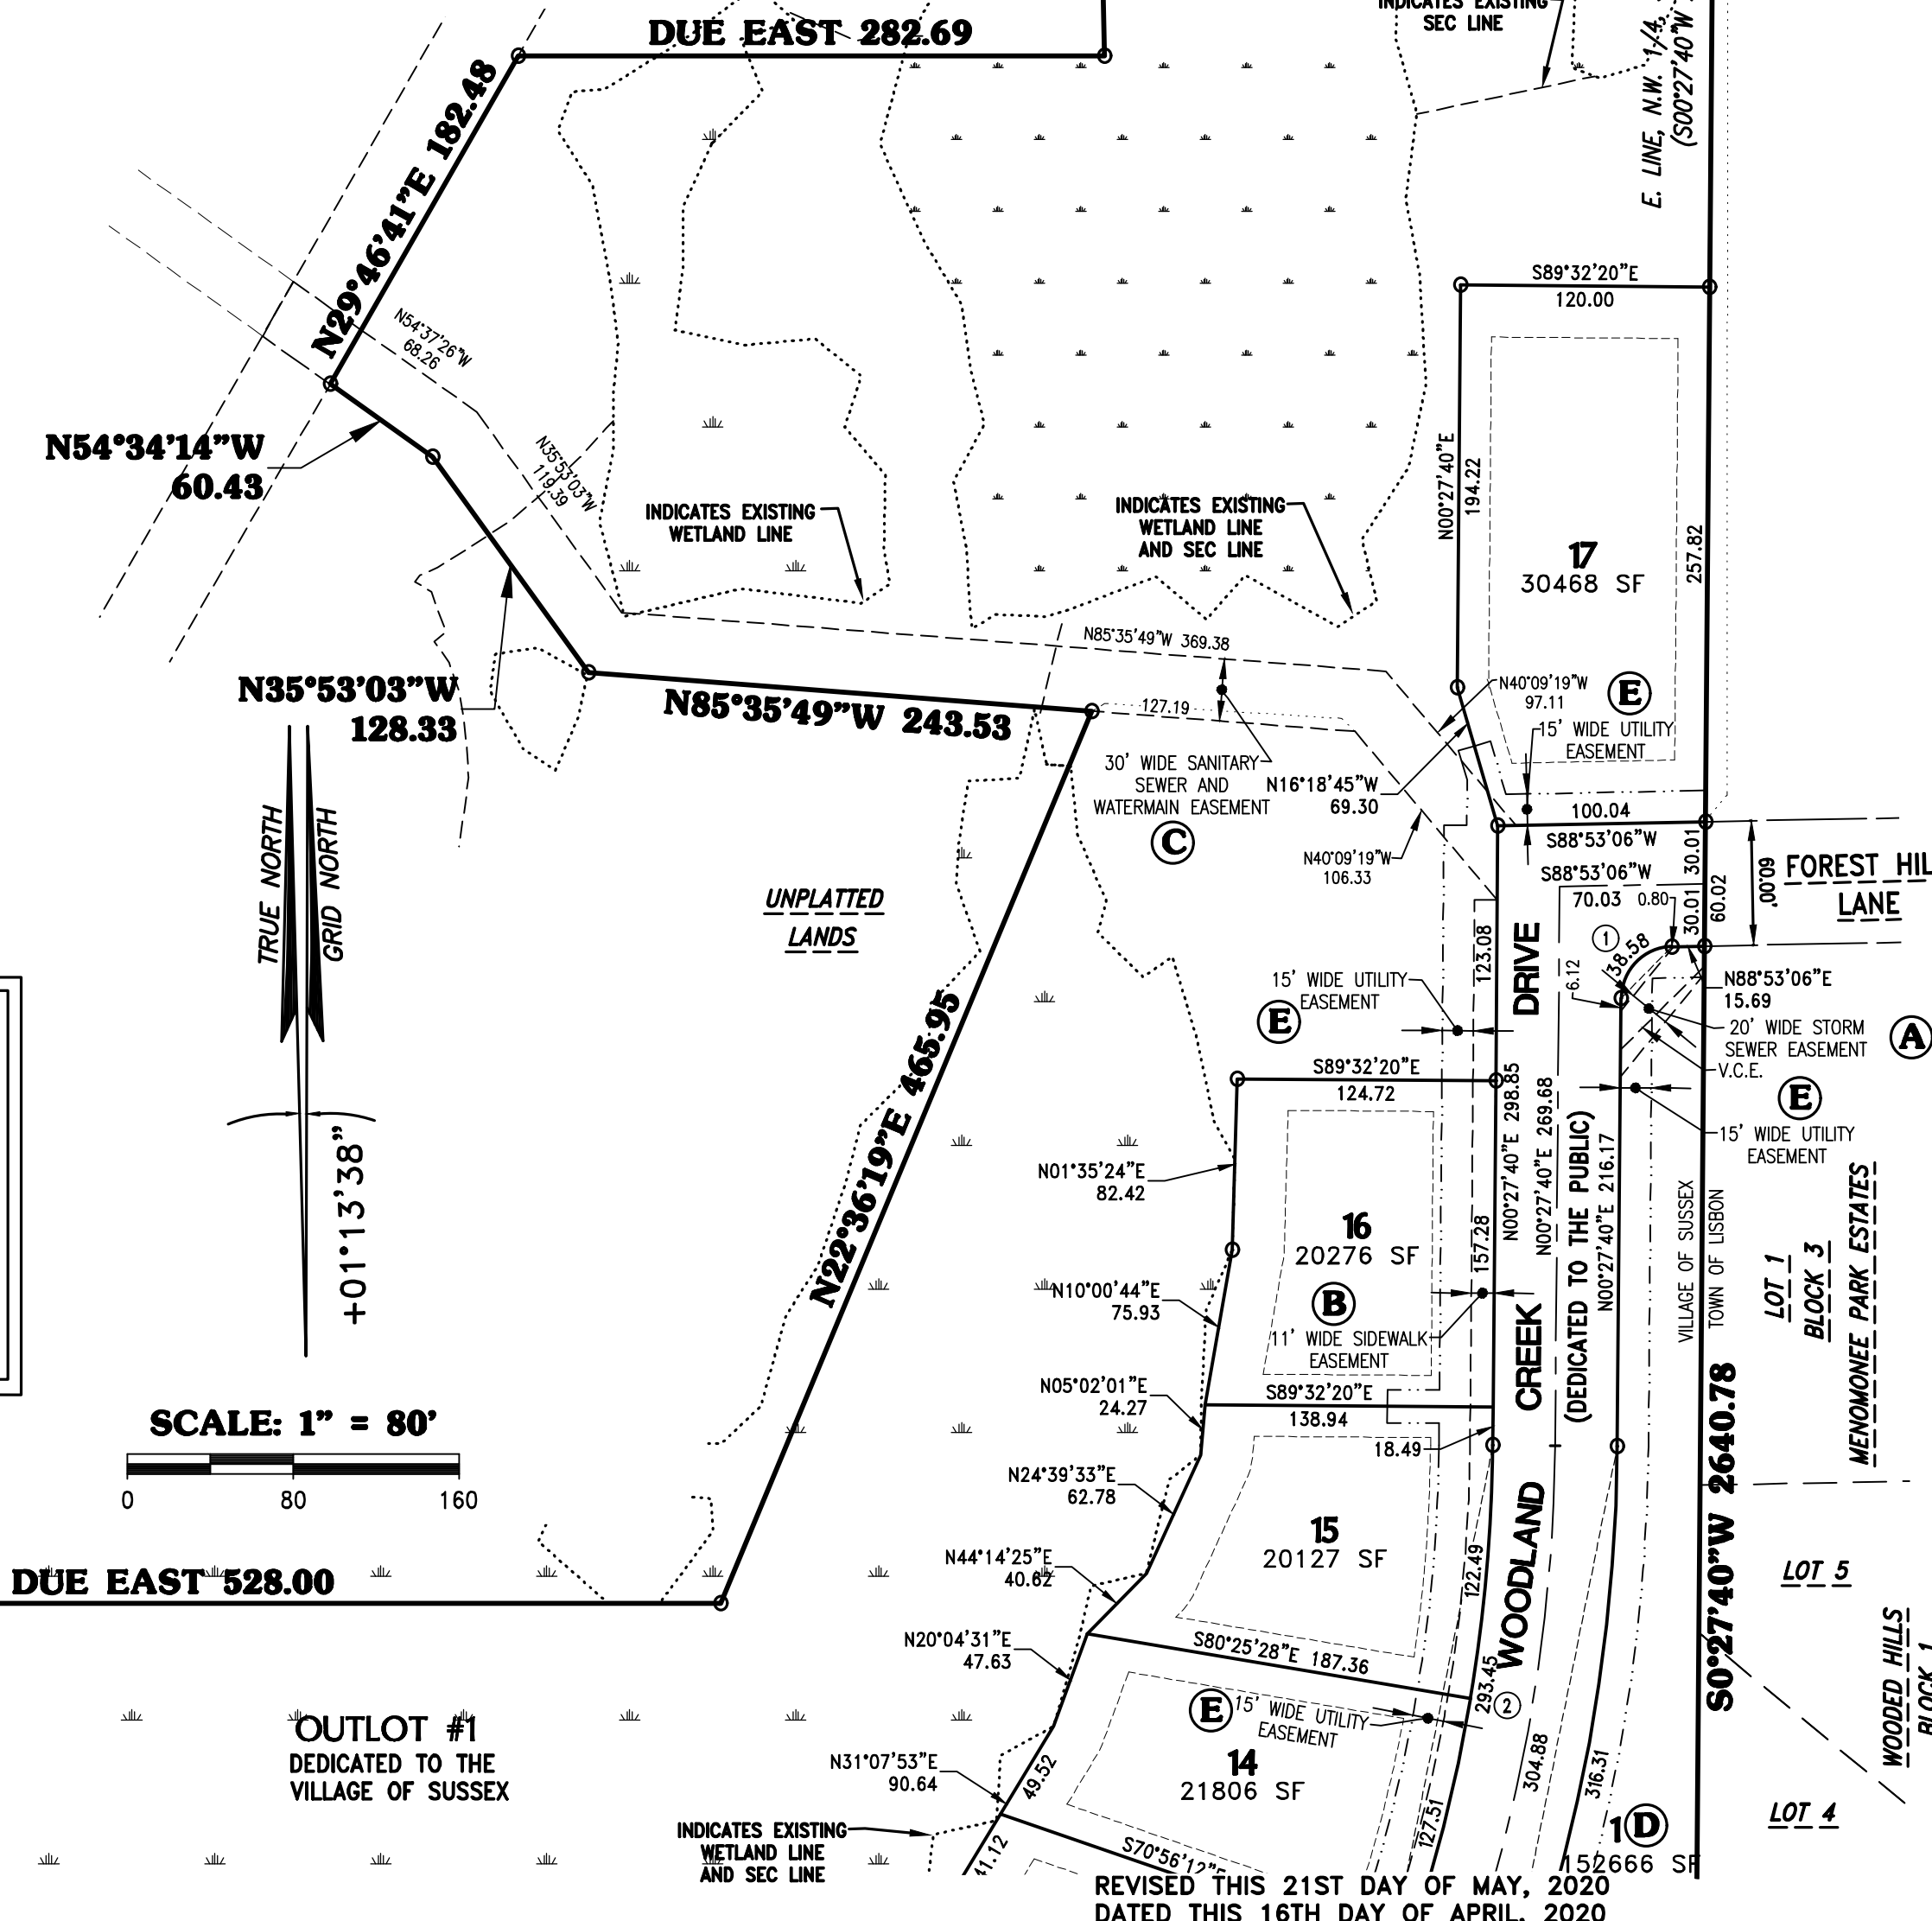 DUE EAST 282.69
INDICATES EXISTING
SEC LINE
E. LINE, N.W. 1/4,
(S00°27'40"W
N29°46'41"E 182.48
N54°37'26"W
68.26
N54°34'14"W
60.43
N35°53'03"W
119.39
INDICATES EXISTING
WETLAND LINE
INDICATES EXISTING
WETLAND LINE
AND SEC LINE
S89°32'20"E
120.00
N00°27'40"E
194.22
17
30468 SF
257.82
N35°53'03"W
128.33
N85°35'49"W 369.38
N85°35'49"W 243.53
127.19
N40°09'19"W
97.11
E
15' WIDE UTILITY
EASEMENT
30' WIDE SANITARY
SEWER AND
WATERMAIN EASEMENT
C
N16°18'45"W
69.30
N40°09'19"W
106.33
100.04
S88°53'06"W
S88°53'06"W
70.03
0.80
30.01
30.01
60.02
60.00'
FOREST HIL
LANE
TRUE NORTH
GRID NORTH
+01°13'38"
UNPLATTED
LANDS
N22°36'19"E 465.95
123.08
DRIVE
1
38.58
6.12
N88°53'06"E
15.69
20' WIDE STORM
SEWER EASEMENT
A
V.C.E.
E
15' WIDE UTILITY
EASEMENT
15' WIDE UTILITY
EASEMENT
E
S89°32'20"E
124.72
N01°35'24"E
82.42
16
20276 SF
B
11' WIDE SIDEWALK
EASEMENT
157.28
N00°27'40"E 298.85
N00°27'40"E 269.68
(DEDICATED TO THE PUBLIC)
N00°27'40"E 216.17
VILLAGE OF SUSSEX
TOWN OF LISBON
LOT 1
BLOCK 3
MENOMONEE PARK ESTATES
N10°00'44"E
75.93
N05°02'01"E
24.27
S89°32'20"E
138.94
18.49
CREEK
S0°27'40"W 2640.78
SCALE: 1" = 80'
0 80 160
N24°39'33"E
62.78
15
20127 SF
122.49
WOODLAND
N44°14'25"E
40.62
DUE EAST 528.00
LOT 5
WOODED HILLS
BLOCK 1
N20°04'31"E
47.63
S80°25'28"E 187.36
293.45
2
E
15' WIDE UTILITY
EASEMENT
OUTLOT #1
DEDICATED TO THE
VILLAGE OF SUSSEX
N31°07'53"E
90.64
49.52
14
21806 SF
127.51
304.88
316.31
LOT 4
1
D
152666 SF
INDICATES EXISTING
WETLAND LINE
AND SEC LINE
41.12
S70°56'12"E
REVISED THIS 21ST DAY OF MAY, 2020
DATED THIS 16TH DAY OF APRIL, 2020